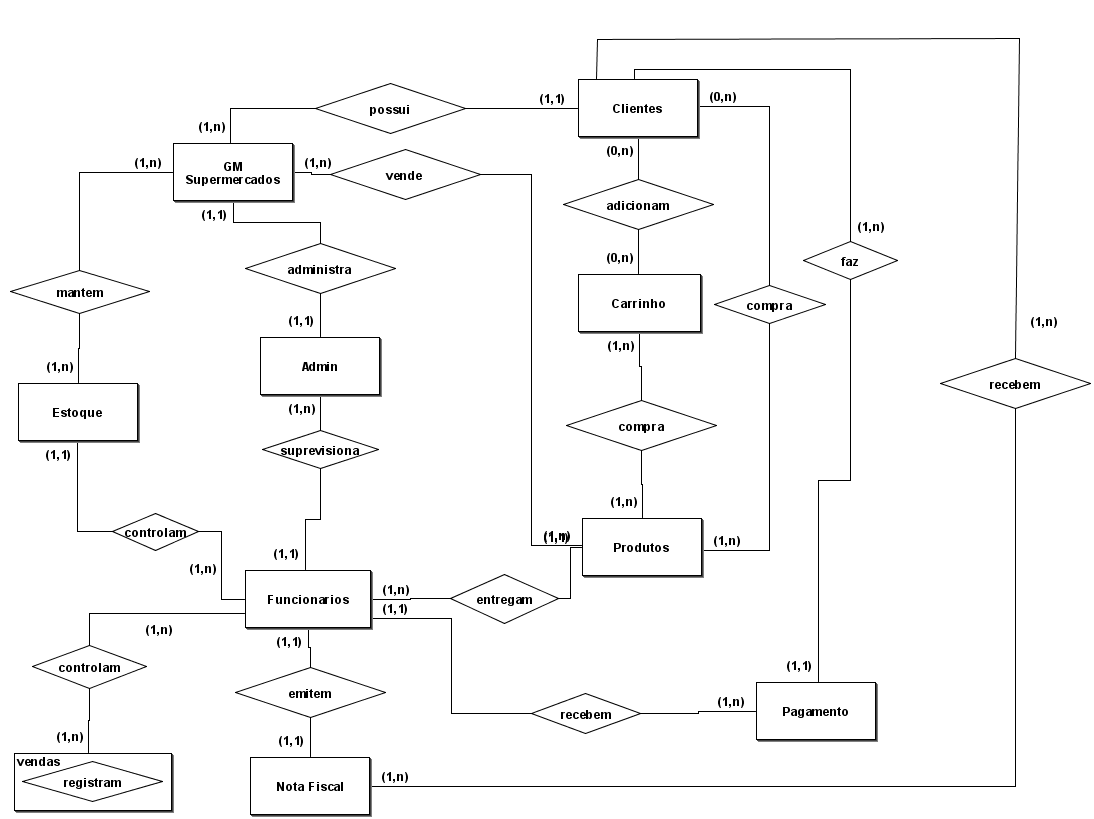 Clientes
(1,1)
(0,n)
possui
(1,n)
(0,n)
(1,n)
GM
Supermercados
(1,n)
vende
adicionam
(1,1)
(1,n)
(0,n)
faz
administra
mantem
Carrinho
compra
(1,1)
(1,n)
(1,n)
(1,n)
Admin
recebem
(1,n)
Estoque
compra
(1,1)
suprevisiona
(1,n)
controlam
Produtos
(1,n)
(1,1)
(1,n)
Funcionarios
(1,n)
entregam
(1,1)
(1,n)
(1,1)
controlam
(1,1)
emitem
(1,n)
recebem
Pagamento
(1,n)
(1,1)
vendas
registram
Nota Fiscal
(1,n)